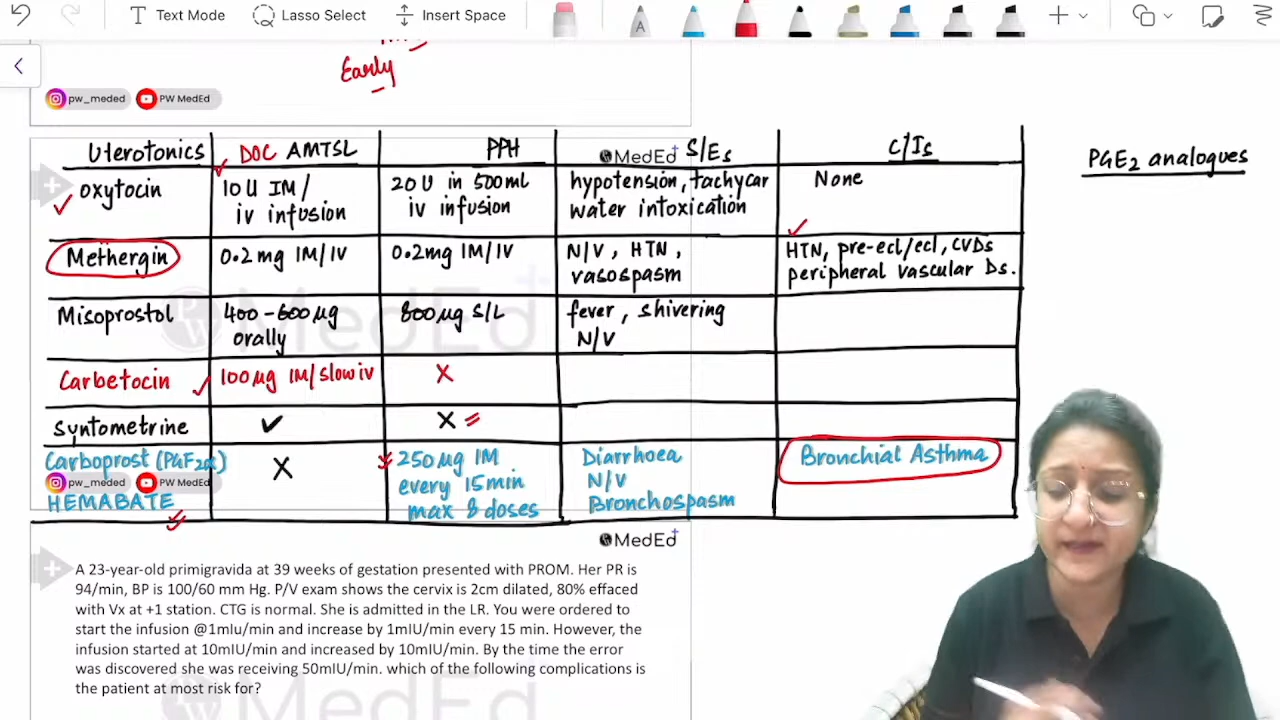 Text Mode
Lasso Select
Insert Space
A
Early
pw_meded PW MedEd
Uterotonics DOC AMTSL PPH MedEd S/Es C/Is
PGE2 analogues
oxytocin 10U IM/ 20U in 500ml hypotension, tachycar None
iv infusion iv infusion water intoxication
Methergin 0.2mg IM/IV 0.2mg IM/IV N/V, HTN, HTN, pre-ecl/ecl, CVDs
vasospasm peripheral vascular Ds.
Misoprostol 400-600µg 800µg S/L fever, shivering
orally N/V
MedEd
Carbetocin 100µg IM/slow iv X
Syntometrine ✓ X =
Carboprost (PGF2α) X 250µg IM Diarrhoea Bronchial Asthma
pw_meded PW MedEd every 15min N/V
HEMABATE max 8 doses Bronchospasm
MedEd
A 23-year-old primigravida at 39 weeks of gestation presented with PROM. Her PR is
94/min, BP is 100/60 mm Hg. P/V exam shows the cervix is 2cm dilated, 80% effaced
with Vx at +1 station. CTG is normal. She is admitted in the LR. You were ordered to
start the infusion @1mIu/min and increase by 1mIU/min every 15 min. However, the
infusion started at 10mIU/min and increased by 10mIU/min. By the time the error
was discovered she was receiving 50mIU/min. which of the following complications is
the patient at most risk for?